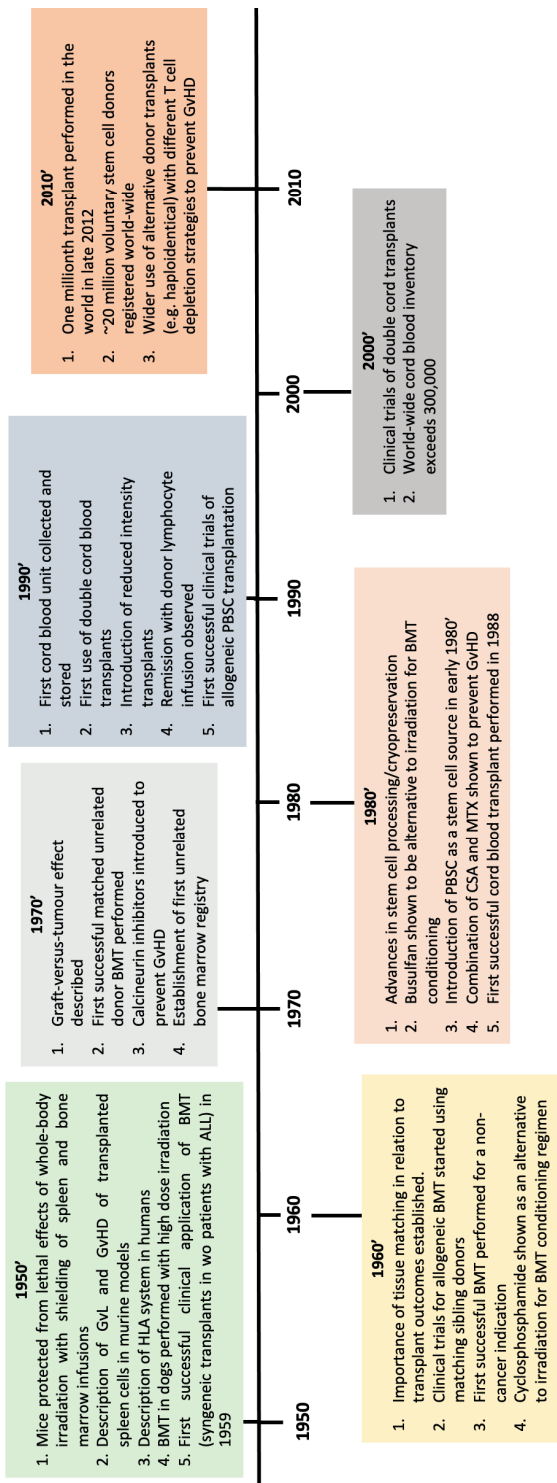 1950'
1. Mice protected from lethal effects of whole-body
irradiation with shielding of spleen and bone
marrow infusions
2. Description of GvL and GvHD of transplanted
spleen cells in murine models
3. Description of HLA system in humans
4. BMT in dogs performed with high dose irradiation
5. First successful clinical application of BMT
(syngeneic transplants in wo patients with ALL) in
1959
1970'
1. Graft-versus-tumour effect
described
2. First successful matched unrelated
donor BMT performed
3. Calcineurin inhibitors introduced to
prevent GvHD
4. Establishment of first unrelated
bone marrow registry
1990'
1. First cord blood unit collected and
stored
2. First use of double cord blood
transplants
3. Introduction of reduced intensity
transplants
4. Remission with donor lymphocyte
infusion observed
5. First successful clinical trials of
allogeneic PBSC transplantation
2010'
1. One millionth transplant performed in the
world in late 2012
2. ~20 million voluntary stem cell donors
registered world-wide
3. Wider use of alternative donor transplants
(e.g. haploidentical) with different T cell
depletion strategies to prevent GvHD
1950
1960
1970
1980
1990
2000
2010
1960'
1. Importance of tissue matching in relation to
transplant outcomes established.
2. Clinical trials for allogeneic BMT started using
matching sibling donors
3. First successful BMT performed for a non-
cancer indication
4. Cyclosphosphamide shown as an alternative
to irradiation for BMT conditioning regimen
1980'
1. Advances in stem cell processing/cryopreservation
2. Busulfan shown to be alternative to irradiation for BMT
conditioning
3. Introduction of PBSC as a stem cell source in early 1980'
4. Combination of CSA and MTX shown to prevent GvHD
5. First successful cord blood transplant performed in 1988
2000'
1. Clinical trials of double cord transplants
2. World-wide cord blood inventory
exceeds 300,000